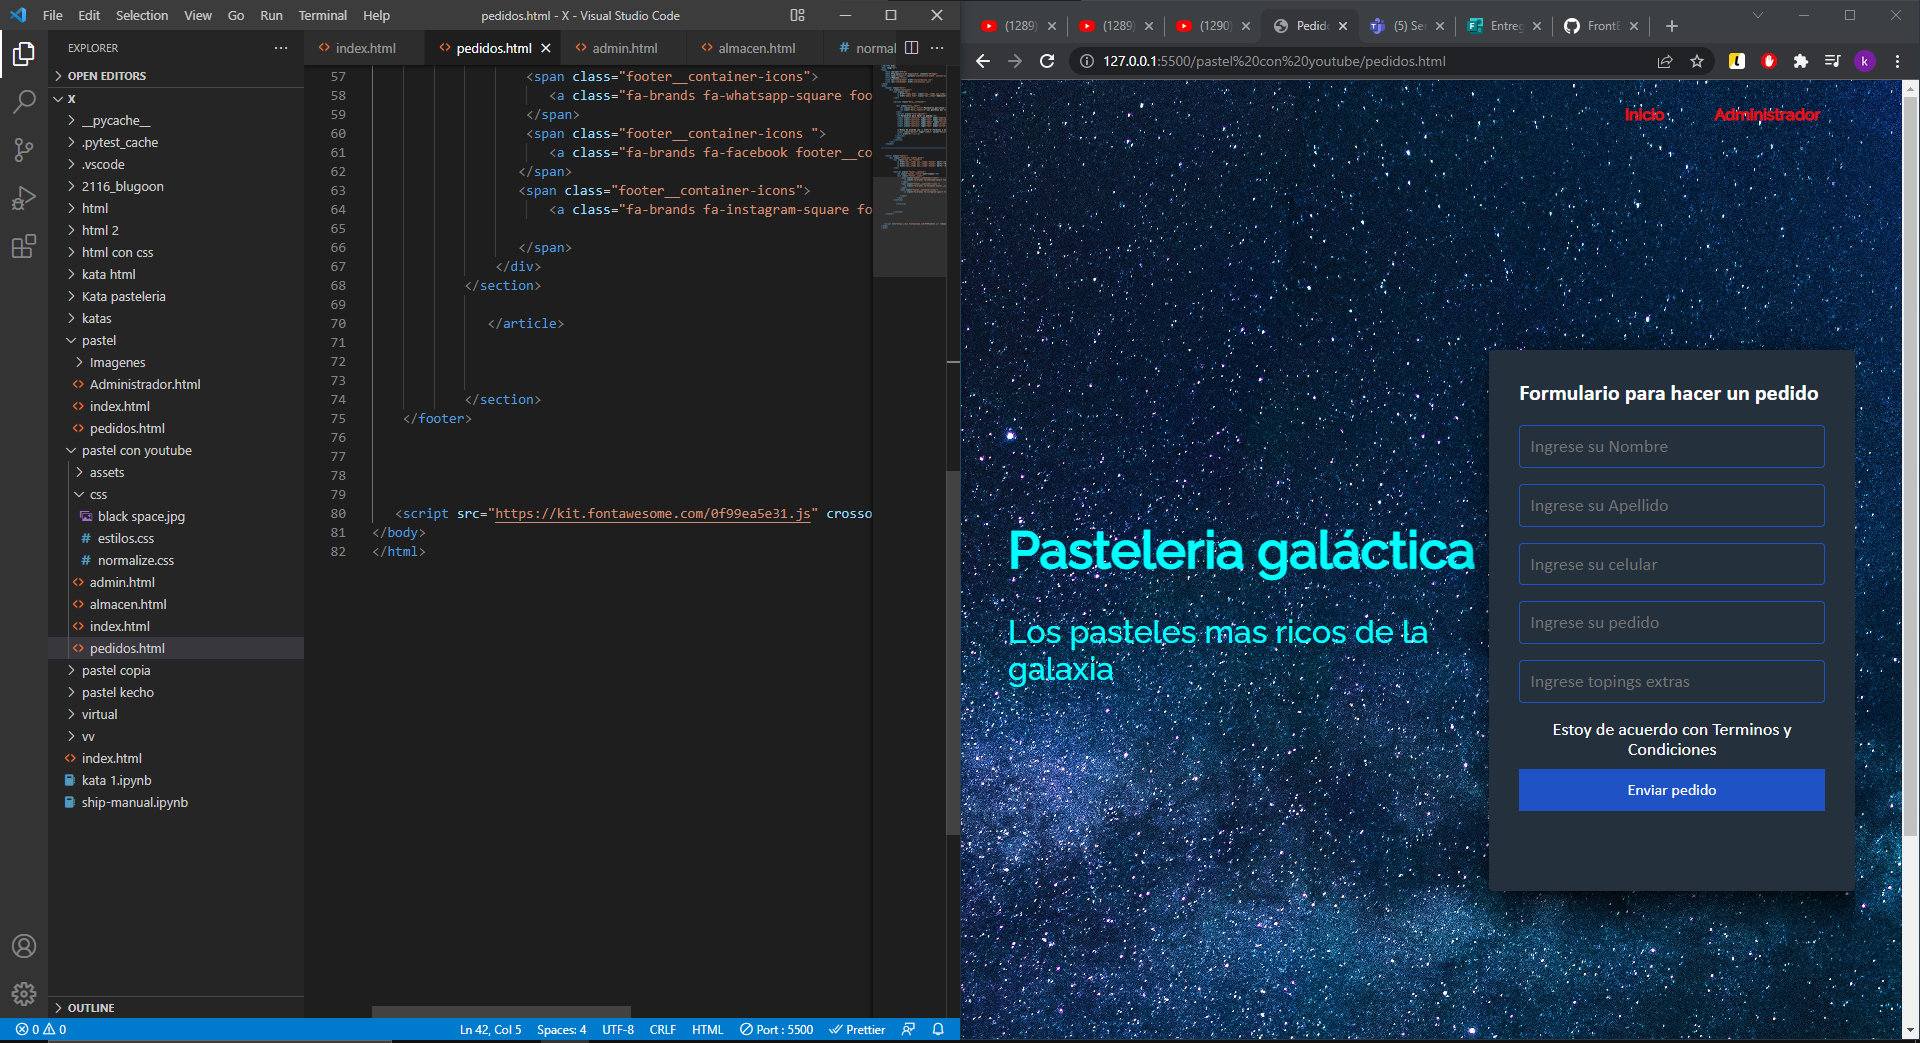 File Edit Selection View Go Run Terminal Help pedidos.html - X - Visual Studio Code
EXPLORER
OPEN EDITORS
X
__pycache__
.pytest_cache
.vscode
2116_blugoon
html
html 2
html con css
kata html
Kata pasteleria
katas
pastel
Imagenes
Administrador.html
index.html
pedidos.html
pastel con youtube
assets
css
black space.jpg
estilos.css
normalize.css
admin.html
almacen.html
index.html
pedidos.html
pastel copia
pastel kecho
virtual
vv
index.html
kata 1.ipynb
ship-manual.ipynb
OUTLINE
index.html pedidos.html admin.html almacen.html # normal
57 <span class="footer__container-icons">
58 <a class="fa-brands fa-whatsapp-square foo
59 </span>
60 <span class="footer__container-icons ">
61 <a class="fa-brands fa-facebook footer__co
62 </span>
63 <span class="footer__container-icons">
64 <a class="fa-brands fa-instagram-square fo
65
66 </span>
67 </div>
68 </section>
69
70 </article>
71
72
73
74 </section>
75 </footer>
76
77
78
79
80 <script src="https://kit.fontawesome.com/0f99ea5e31.js" crosso
81 </body>
82 </html>
0 0 Ln 42, Col 5 Spaces: 4 UTF-8 CRLF HTML Port : 5500 Prettier
(1289) (1289) (1290) Pedido (5) Se Entreg FrontE
127.0.0.1:5500/pastel%20con%20youtube/pedidos.html
k
Inicio Administrador
Pasteleria galáctica
Los pasteles mas ricos de la
galaxia
Formulario para hacer un pedido
Ingrese su Nombre
Ingrese su Apellido
Ingrese su celular
Ingrese su pedido
Ingrese topings extras
Estoy de acuerdo con Terminos y
Condiciones
Enviar pedido